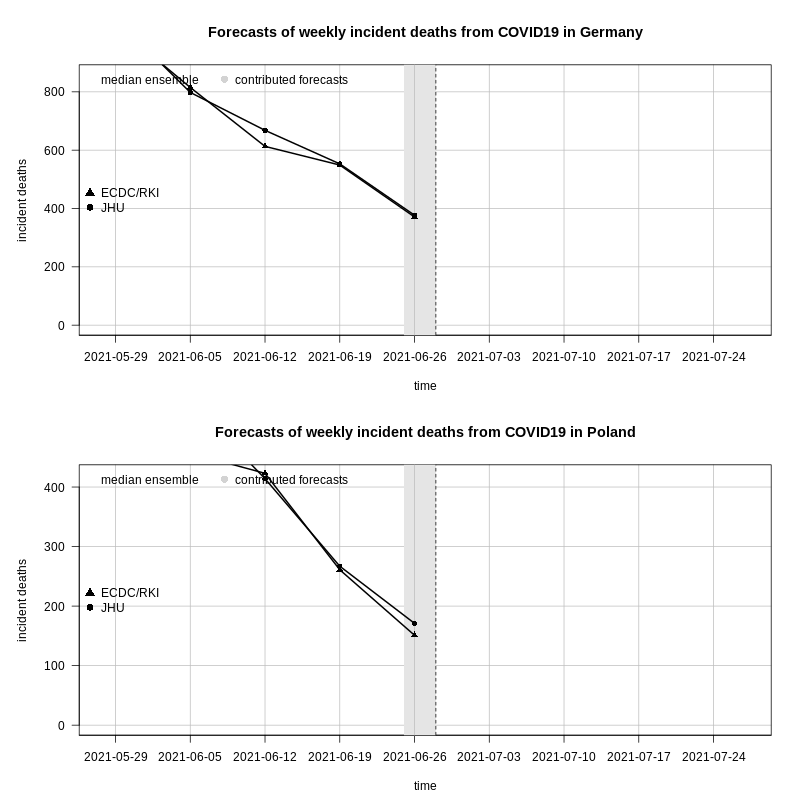 Forecasts of weekly incident deaths from COVID19 in Germany
median ensemble contributed forecasts
800
600
400
200
0
incident deaths
ECDC/RKI
JHU
2021-05-29 2021-06-05 2021-06-12 2021-06-19 2021-06-26 2021-07-03 2021-07-10 2021-07-17 2021-07-24
time
Forecasts of weekly incident deaths from COVID19 in Poland
median ensemble contributed forecasts
400
300
200
100
0
incident deaths
ECDC/RKI
JHU
2021-05-29 2021-06-05 2021-06-12 2021-06-19 2021-06-26 2021-07-03 2021-07-10 2021-07-17 2021-07-24
time